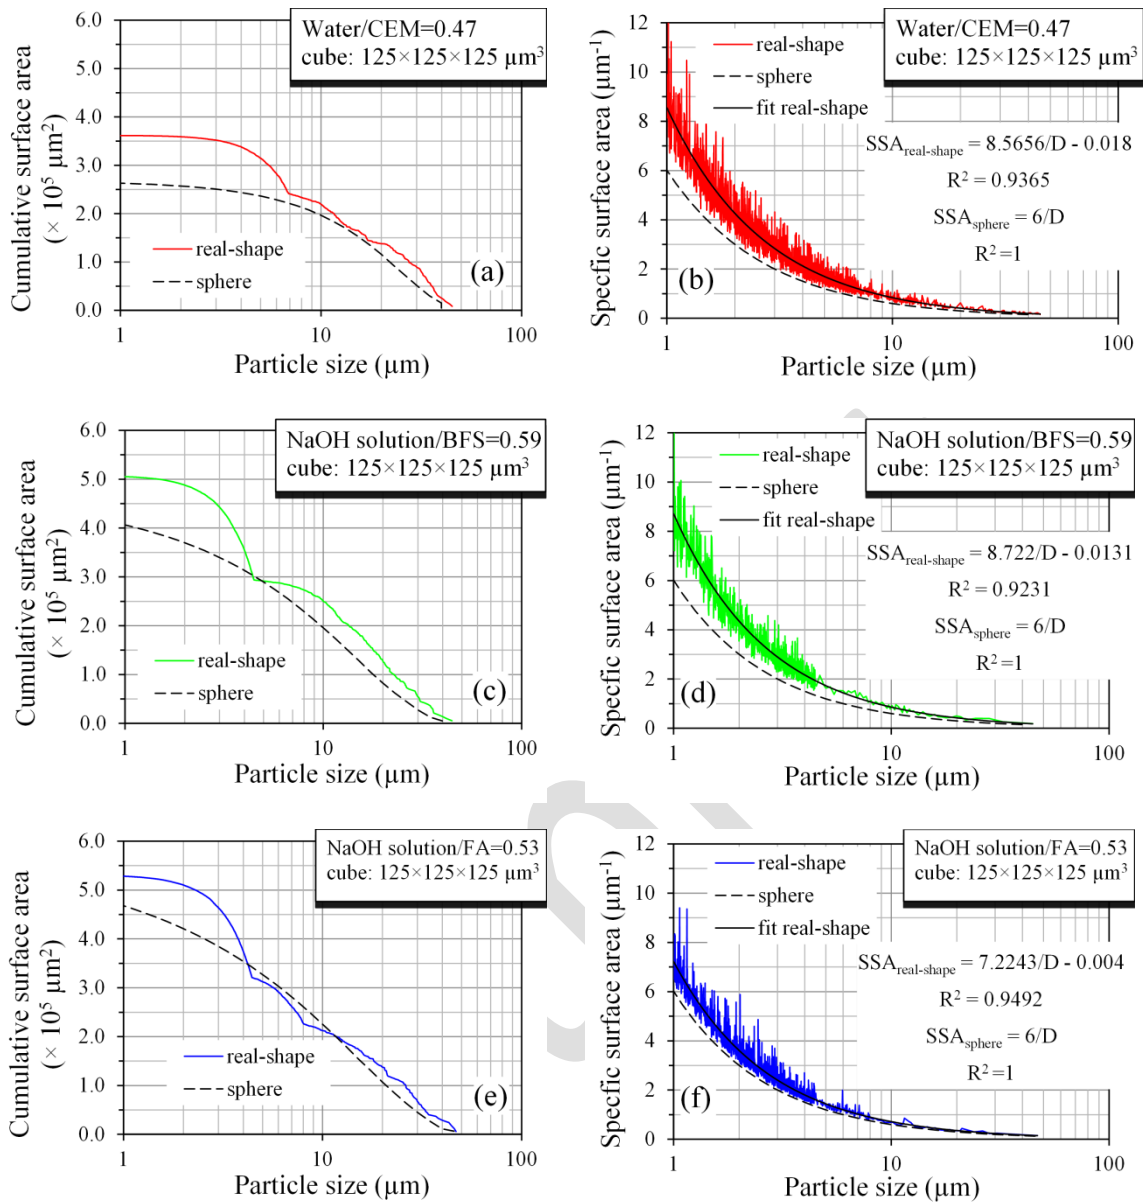 Water/CEM=0.47
cube: 125×125×125 µm³
Cumulative surface area
(× 10⁵ µm²)
6.0
5.0
4.0
3.0
2.0
1.0
0.0
real-shape
sphere
(a)
1
10
100
Particle size (µm)
Water/CEM=0.47
cube: 125×125×125 µm³
Specfic surface area (µm⁻¹)
12
10
8
6
4
2
0
real-shape
sphere
fit real-shape
SSAreal-shape = 8.5656/D - 0.018
R² = 0.9365
SSAsphere = 6/D
R² =1
(b)
1
10
100
Particle size (µm)
NaOH solution/BFS=0.59
cube: 125×125×125 µm³
Cumulative surface area
(× 10⁵ µm²)
6.0
5.0
4.0
3.0
2.0
1.0
0.0
real-shape
sphere
(c)
1
10
100
Particle size (µm)
NaOH solution/BFS=0.59
cube: 125×125×125 µm³
Specfic surface area (µm⁻¹)
12
10
8
6
4
2
0
real-shape
sphere
fit real-shape
SSAreal-shape = 8.722/D - 0.0131
R² = 0.9231
SSAsphere = 6/D
R² =1
(d)
1
10
100
Particle size (µm)
NaOH solution/FA=0.53
cube: 125×125×125 µm³
Cumulative surface area
(× 10⁵ µm²)
6.0
5.0
4.0
3.0
2.0
1.0
0.0
real-shape
sphere
(e)
1
10
100
Particle size (µm)
NaOH solution/FA=0.53
cube: 125×125×125 µm³
Specfic surface area (µm⁻¹)
12
10
8
6
4
2
0
real-shape
sphere
fit real-shape
SSAreal-shape = 7.2243/D - 0.004
R² = 0.9492
SSAsphere = 6/D
R² =1
(f)
1
10
100
Particle size (µm)